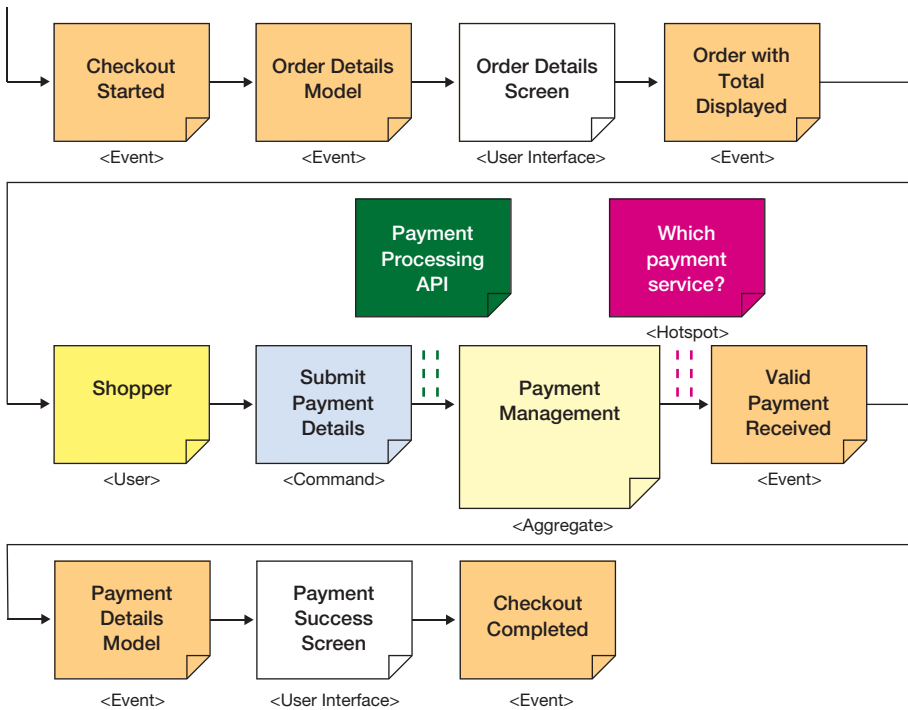 Checkout
Started
Order Details
Model
Order Details
Screen
Order with
Total
Displayed
<Event>
<Event>
<User Interface>
<Event>
Payment
Processing
API
Which
payment
service?
<Hotspot>
Shopper
Submit
Payment
Details
Payment
Management
Valid
Payment
Received
<User>
<Command>
<Aggregate>
<Event>
Payment
Details
Model
Payment
Success
Screen
Checkout
Completed
<Event>
<User Interface>
<Event>